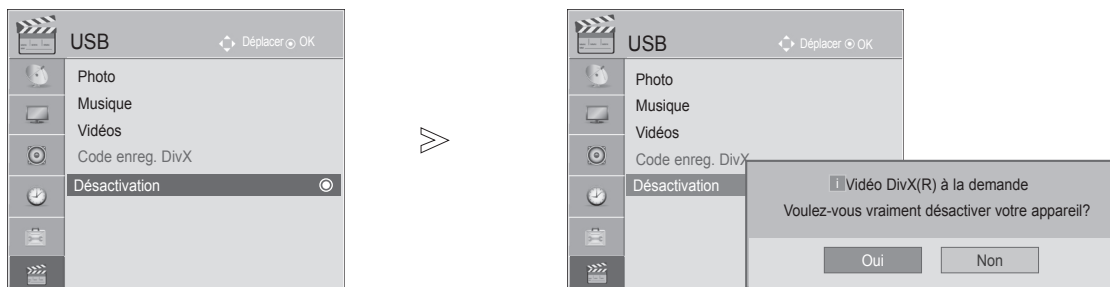 USB
Déplacer OK
Photo
Musique
Vidéos
Code enreg. DivX
Désactivation
USB
Déplacer OK
Photo
Musique
Vidéos
Code enreg. DivX
Désactivation
i Vidéo DivX(R) à la demande
Voulez-vous vraiment désactiver votre appareil?
Oui Non